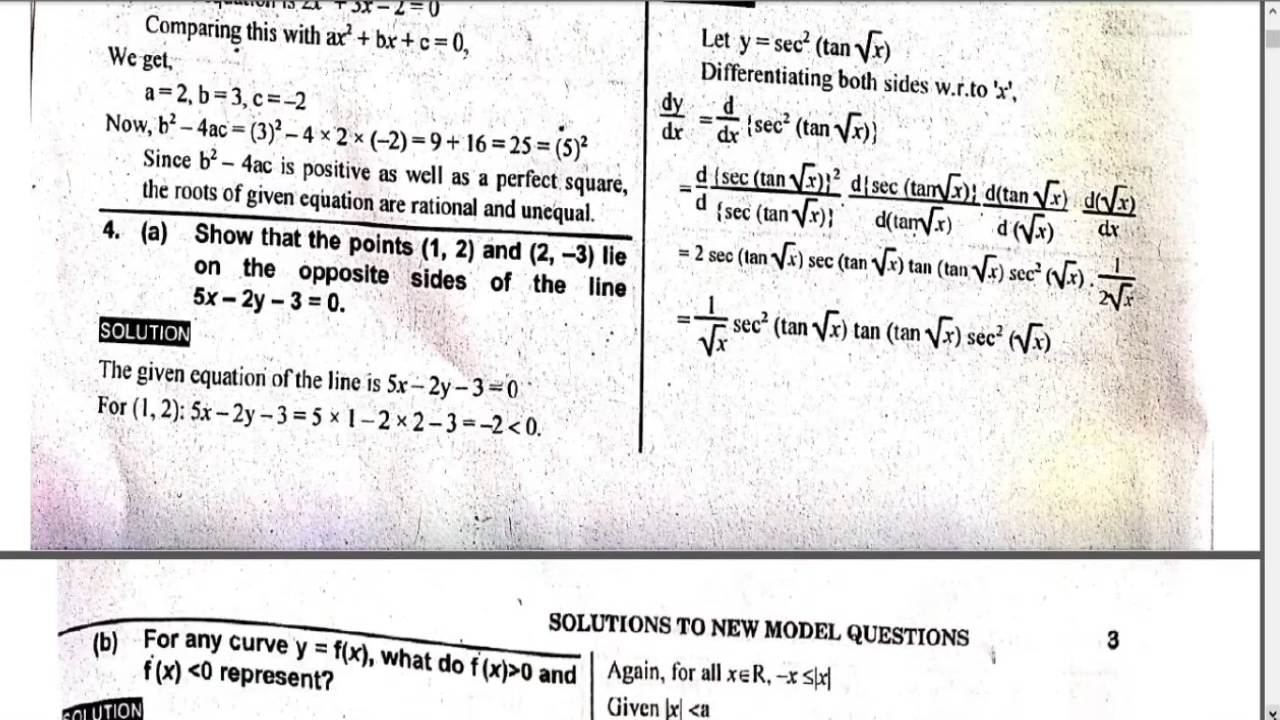 equation is 2x² + 3x – 2 = 0
Comparing this with ax² + bx + c = 0,
We get,
a = 2, b = 3, c = –2
Now, b² – 4ac = (3)² – 4 × 2 × (–2) = 9 + 16 = 25 = (5)²
Since b² – 4ac is positive as well as a perfect square,
the roots of given equation are rational and unequal.
4. (a) Show that the points (1, 2) and (2, –3) lie
on the opposite sides of the line
5x – 2y – 3 = 0.
SOLUTION
The given equation of the line is 5x – 2y – 3 = 0
For (1, 2): 5x – 2y – 3 = 5 × 1 – 2 × 2 – 3 = –2 < 0.
Let y = sec² (tan √x)
Differentiating both sides w.r.to 'x',
dy/dx = d/dx {sec² (tan √x)}
= d {sec (tan √x)}²/d {sec (tan √x)} . d{sec (tan√x)}/d(tan√x) . d(tan √x)/d (√x) d(√x)/dx
= 2 sec (tan √x) sec (tan √x) tan (tan √x) sec² (√x) . 1/2√x
= 1/√x sec² (tan √x) tan (tan √x) sec² (√x)
SOLUTIONS TO NEW MODEL QUESTIONS 3
(b) For any curve y = f(x), what do f'(x)>0 and
f'(x) <0 represent?
SOLUTION
Again, for all x∈R, –x ≤|x|
Given |x| <a